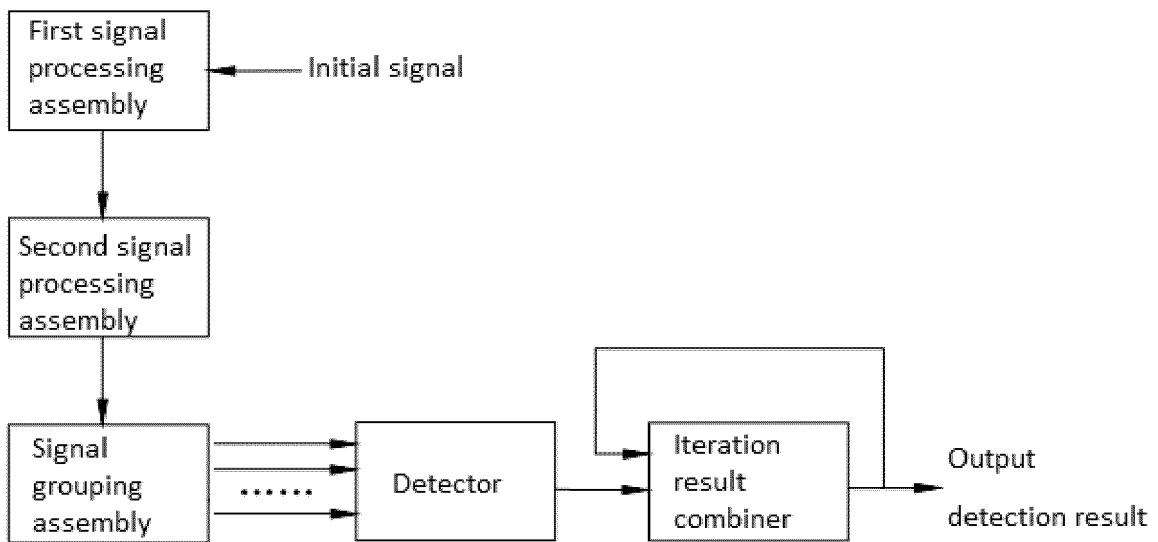 First signal
processing
assembly
Initial signal
Second signal
processing
assembly
Signal
grouping
assembly
......
Detector
Iteration
result
combiner
Output
detection result